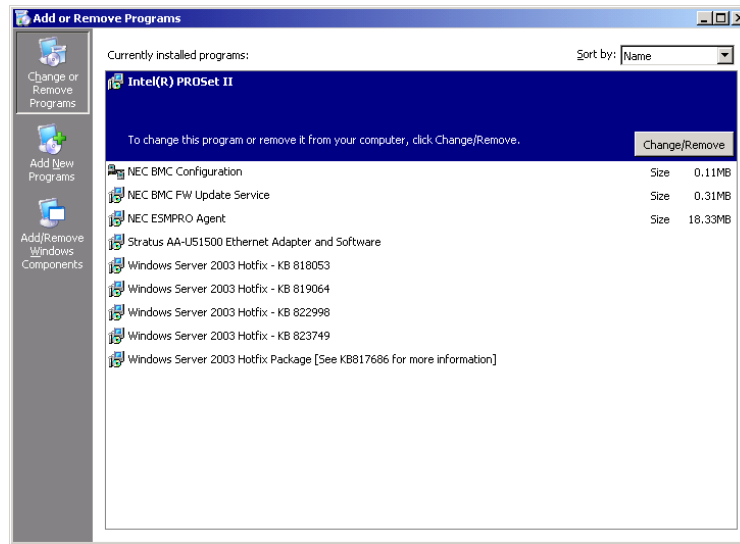 Add or Remove Programs
Currently installed programs:
Sort by: Name
Change or
Remove
Programs
Add New
Programs
Add/Remove
Windows
Components
Intel(R) PROSet II
To change this program or remove it from your computer, click Change/Remove.
Change/Remove
NEC BMC Configuration Size 0.11MB
NEC BMC FW Update Service Size 0.31MB
NEC ESMPRO Agent Size 18.33MB
Stratus AA-U51500 Ethernet Adapter and Software
Windows Server 2003 Hotfix - KB 818053
Windows Server 2003 Hotfix - KB 819064
Windows Server 2003 Hotfix - KB 822998
Windows Server 2003 Hotfix - KB 823749
Windows Server 2003 Hotfix Package [See KB817686 for more information]